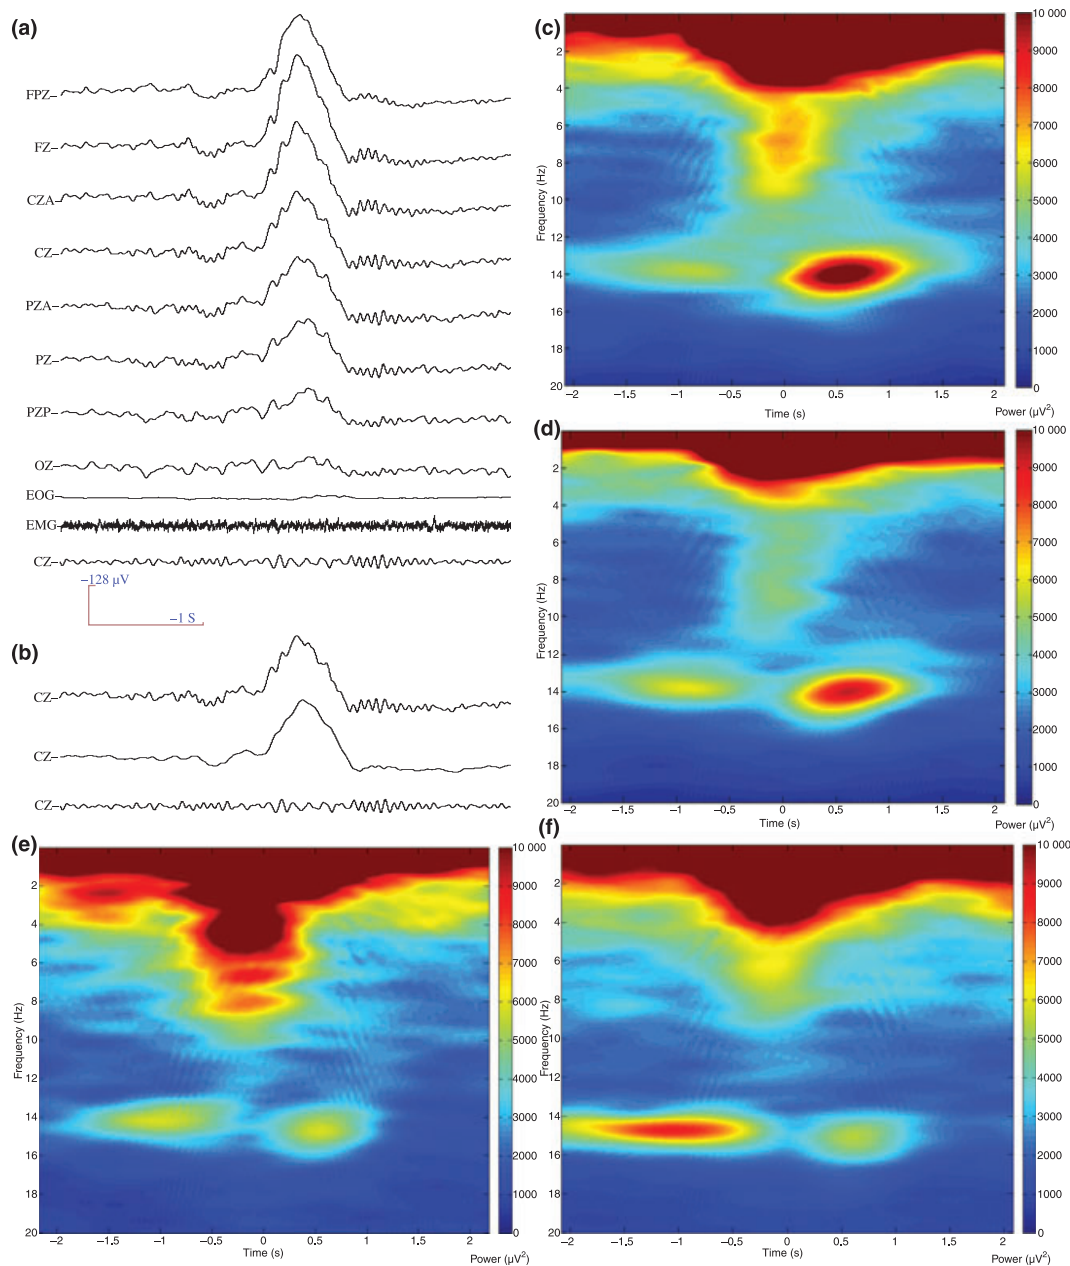 (a)
FPZ
FZ
CZA
CZ
PZA
PZ
PZP
OZ
EOG
EMG
CZ
−128 µV
−1 S
(b)
CZ
CZ
CZ
(c)
2
4
6
8
10
12
14
16
18
20
Frequency (Hz)
−2 −1.5 −1 −0.5 0 0.5 1 1.5 2
Time (s)
10 000
9000
8000
7000
6000
5000
4000
3000
2000
1000
0
Power (µV²)
(d)
2
4
6
8
10
12
14
16
18
20
Frequency (Hz)
−2 −1.5 −1 −0.5 0 0.5 1 1.5 2
Time (s)
10 000
9000
8000
7000
6000
5000
4000
3000
2000
1000
0
Power (µV²)
(e)
2
4
6
8
10
12
14
16
18
20
Frequency (Hz)
−2 −1.5 −1 −0.5 0 0.5 1 1.5 2
Time (s)
10 000
9000
8000
7000
6000
5000
4000
3000
2000
1000
0
Power (µV²)
(f)
2
4
6
8
10
12
14
16
18
20
Frequency (Hz)
−2 −1.5 −1 −0.5 0 0.5 1 1.5 2
Time (s)
10 000
9000
8000
7000
6000
5000
4000
3000
2000
1000
0
Power (µV²)